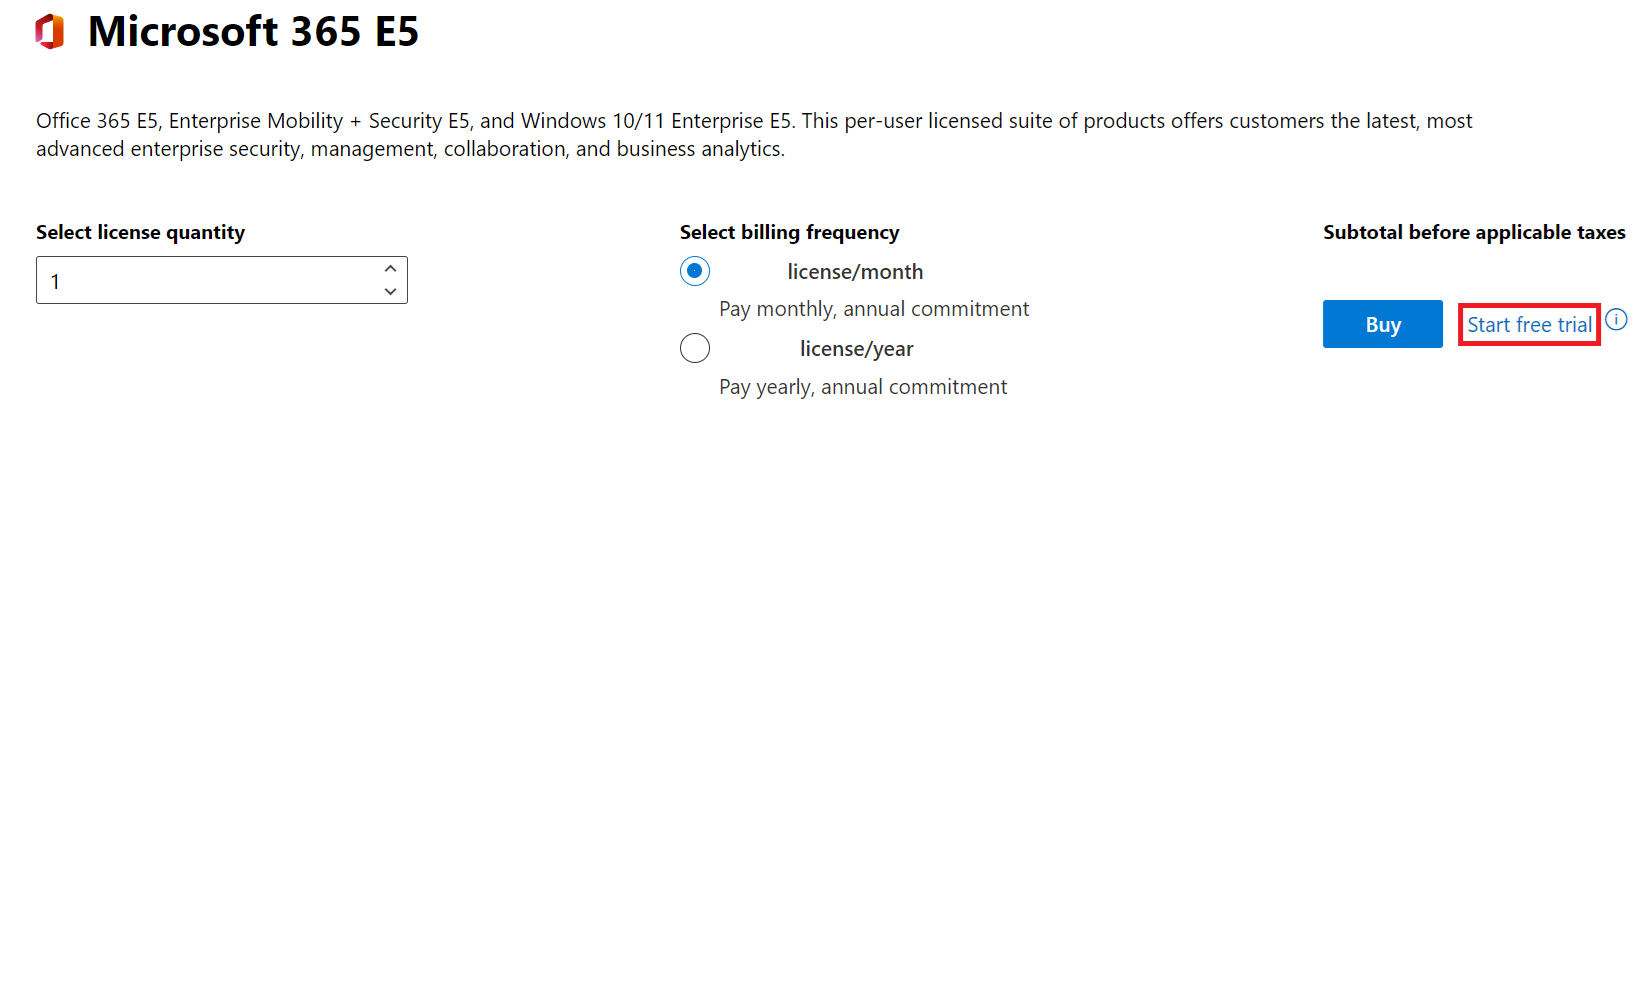 Microsoft 365 E5
Office 365 E5, Enterprise Mobility + Security E5, and Windows 10/11 Enterprise E5. This per-user licensed suite of products offers customers the latest, most
advanced enterprise security, management, collaboration, and business analytics.
Select license quantity
1
Select billing frequency
license/month
Pay monthly, annual commitment
license/year
Pay yearly, annual commitment
Subtotal before applicable taxes
Buy Start free trial